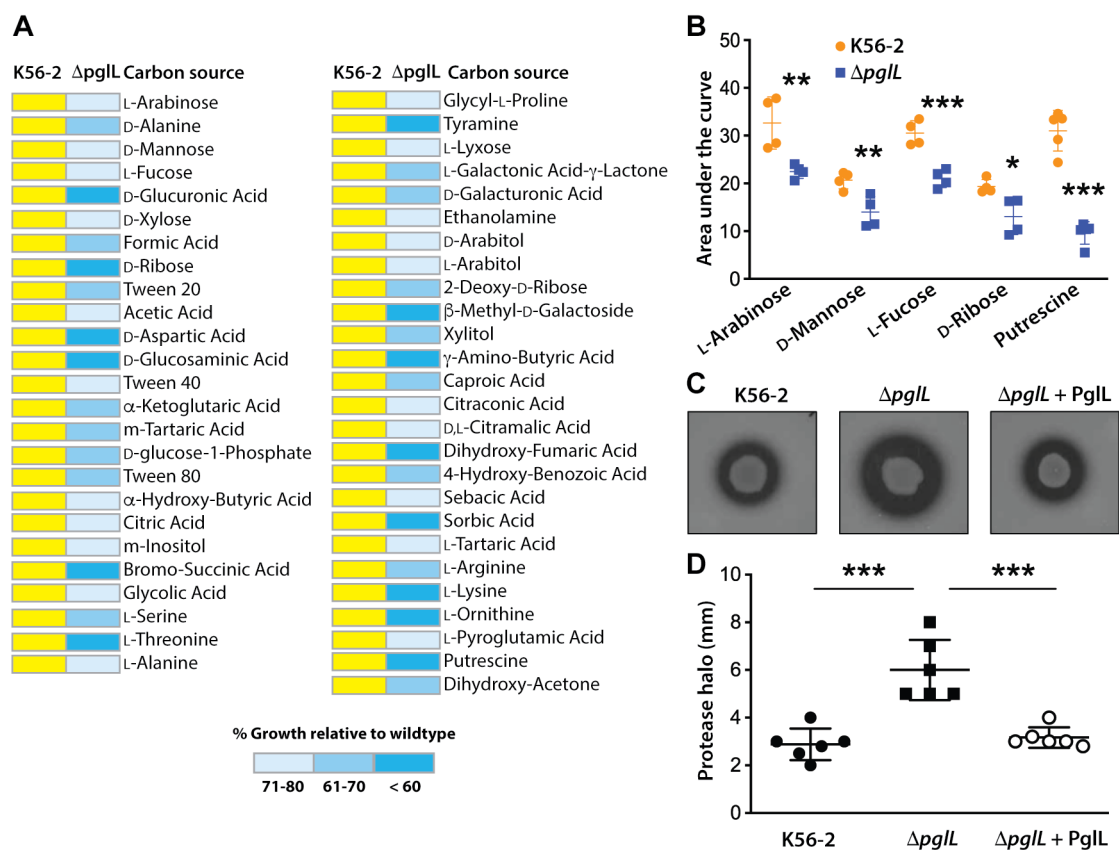 A
K56-2 ΔpglL Carbon source
L-Arabinose
D-Alanine
D-Mannose
L-Fucose
D-Glucuronic Acid
D-Xylose
Formic Acid
D-Ribose
Tween 20
Acetic Acid
D-Aspartic Acid
D-Glucosaminic Acid
Tween 40
α-Ketoglutaric Acid
m-Tartaric Acid
D-glucose-1-Phosphate
Tween 80
α-Hydroxy-Butyric Acid
Citric Acid
m-Inositol
Bromo-Succinic Acid
Glycolic Acid
L-Serine
L-Threonine
L-Alanine
K56-2 ΔpglL Carbon source
Glycyl-L-Proline
Tyramine
L-Lyxose
L-Galactonic Acid-γ-Lactone
D-Galacturonic Acid
Ethanolamine
D-Arabitol
L-Arabitol
2-Deoxy-D-Ribose
β-Methyl-D-Galactoside
Xylitol
γ-Amino-Butyric Acid
Caproic Acid
Citraconic Acid
D,L-Citramalic Acid
Dihydroxy-Fumaric Acid
4-Hydroxy-Benozoic Acid
Sebacic Acid
Sorbic Acid
L-Tartaric Acid
L-Arginine
L-Lysine
L-Ornithine
L-Pyroglutamic Acid
Putrescine
Dihydroxy-Acetone
% Growth relative to wildtype
71-80 61-70 < 60
B
K56-2
ΔpglL
Area under the curve
50
40
30
20
10
0
** ** *** * ***
L-Arabinose
D-Mannose
L-Fucose
D-Ribose
Putrescine
C
K56-2 ΔpglL ΔpglL + PglL
D
*** ***
Protease halo (mm)
10
8
6
4
2
0
K56-2 ΔpglL ΔpglL + PglL